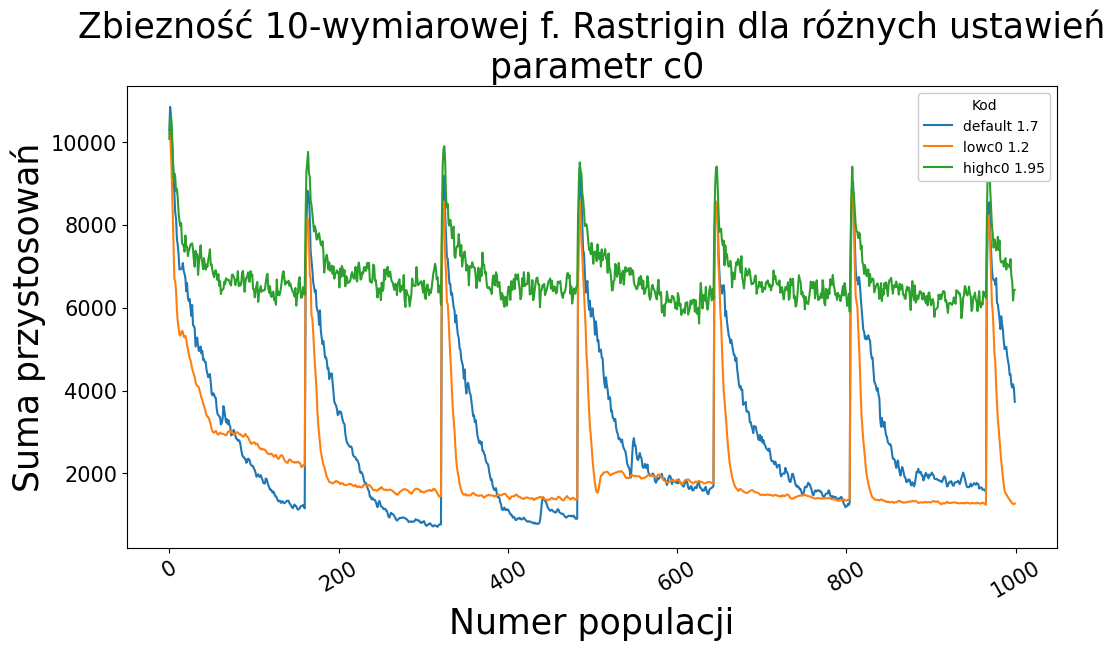 Zbiezność 10-wymiarowej f. Rastrigin dla różnych ustawień
parametr c0
Kod
default 1.7
lowc0 1.2
highc0 1.95
Suma przystosowań
10000
8000
6000
4000
2000
0
200
400
600
800
1000
Numer populacji